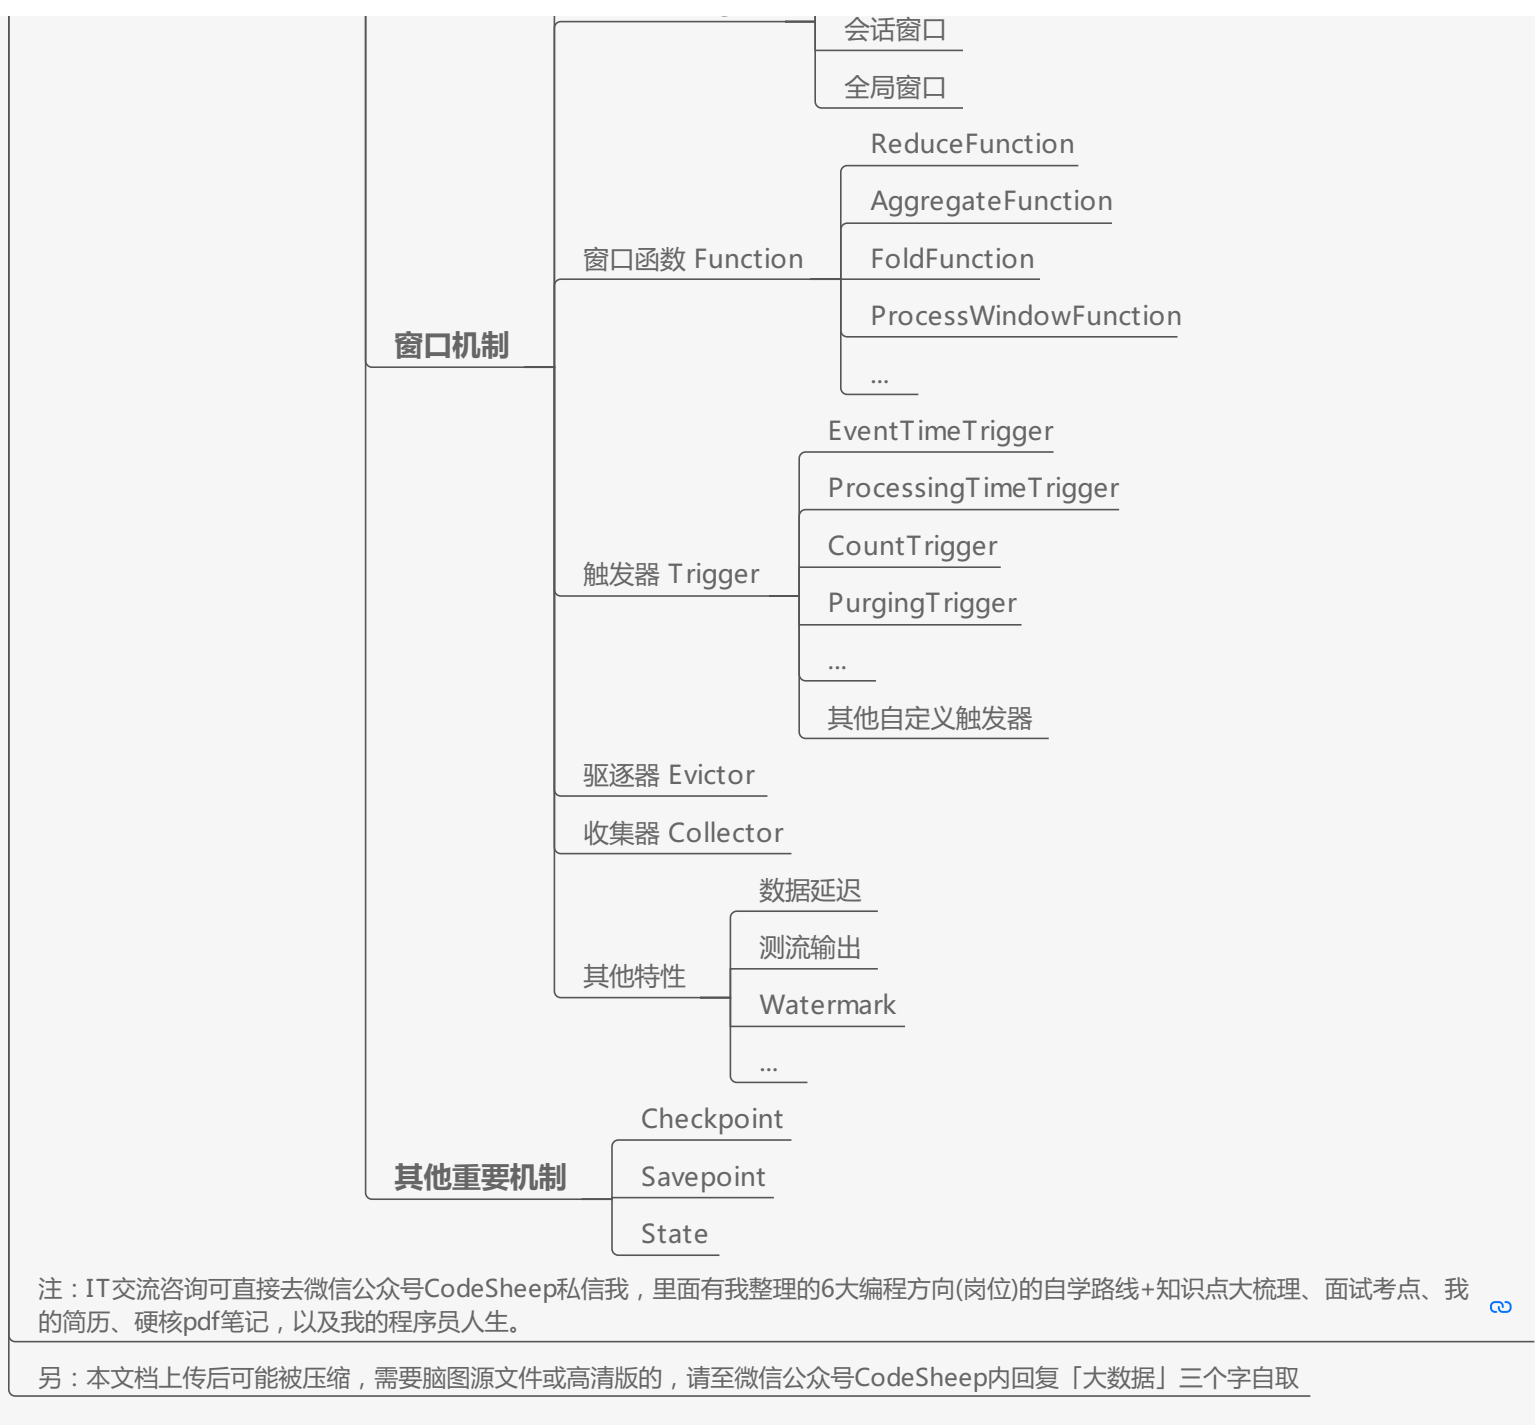 会话窗口
全局窗口
ReduceFunction
AggregateFunction
窗口函数 Function
FoldFunction
ProcessWindowFunction
窗口机制
...
EventTimeTrigger
ProcessingTimeTrigger
CountTrigger
触发器 Trigger
PurgingTrigger
...
其他自定义触发器
驱逐器 Evictor
收集器 Collector
数据延迟
测流输出
其他特性
Watermark
...
Checkpoint
其他重要机制
Savepoint
State
注：IT交流咨询可直接去微信公众号CodeSheep私信我，里面有我整理的6大编程方向(岗位)的自学路线+知识点大梳理、面试考点、我
的简历、硬核pdf笔记，以及我的程序员人生。
另：本文档上传后可能被压缩，需要脑图源文件或高清版的，请至微信公众号CodeSheep内回复「大数据」三个字自取